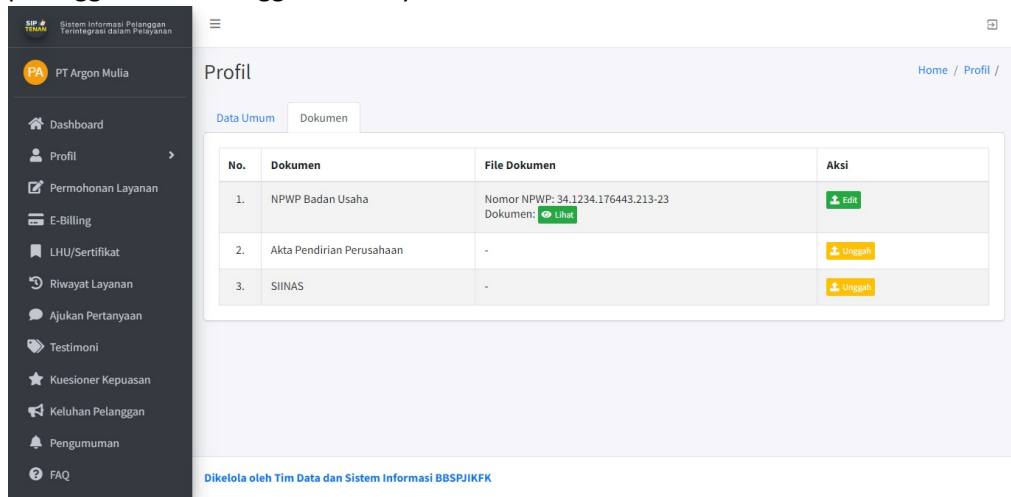 SIP TENAN
Sistem Informasi Pelanggan
Terintegrasi dalam Pelayanan
PA PT Argon Mulia
Dashboard
Profil
Permohonan Layanan
E-Billing
LHU/Sertifikat
Riwayat Layanan
Ajukan Pertanyaan
Testimoni
Kuesioner Kepuasan
Keluhan Pelanggan
Pengumuman
FAQ
Profil
Home / Profil /
Data Umum Dokumen
No. Dokumen File Dokumen Aksi
1. NPWP Badan Usaha Nomor NPWP: 34.1234.176443.213-23 Edit
Dokumen: Lihat
2. Akta Pendirian Perusahaan - Unggah
3. SIINAS - Unggah
Dikelola oleh Tim Data dan Sistem Informasi BBSPJIKFK